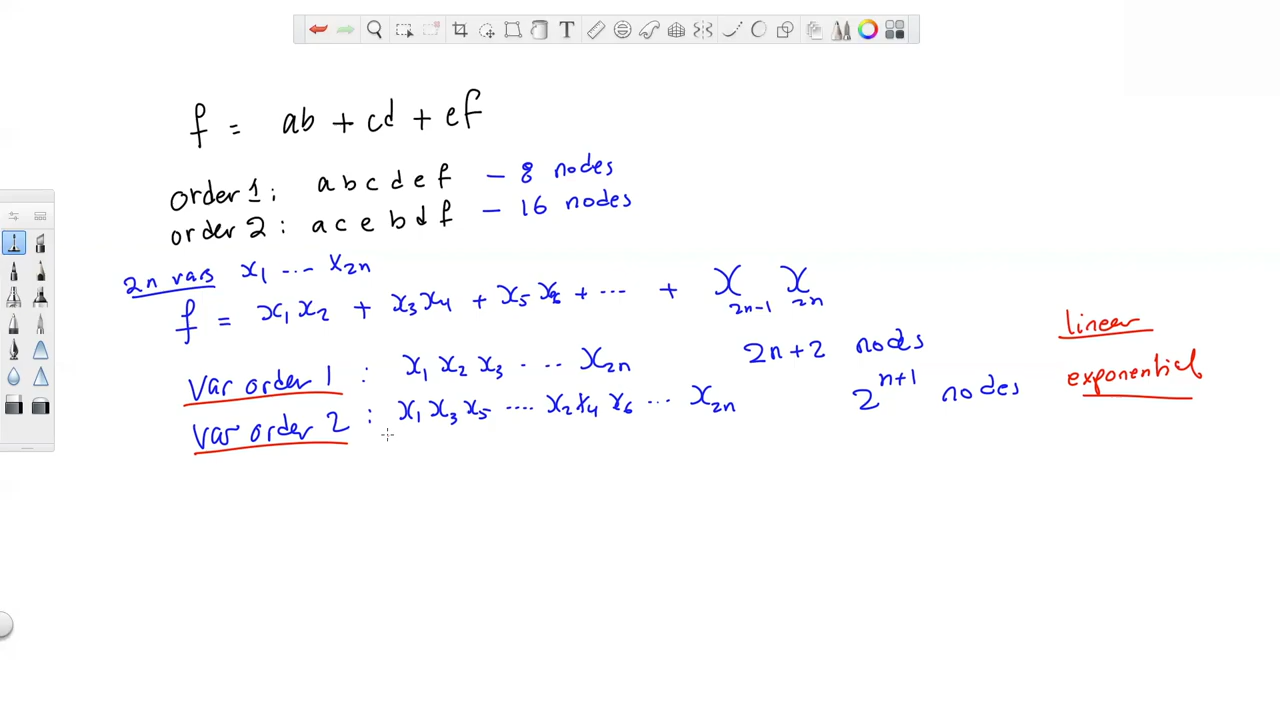 f = ab + cd + ef
order 1: a b c d e f – 8 nodes
order 2: a c e b d f – 16 nodes
2n vars x₁ ... x₂ₙ
f = x₁x₂ + x₃x₄ + x₅x₆ + ... + x₂ₙ₋₁ x₂ₙ
linear
var order 1 : x₁ x₂ x₃ ... x₂ₙ 2n+2 nodes
exponential
var order 2 : x₁ x₃ x₅ .... x₂ x₄ x₆ ... x₂ₙ 2ⁿ⁺¹ nodes